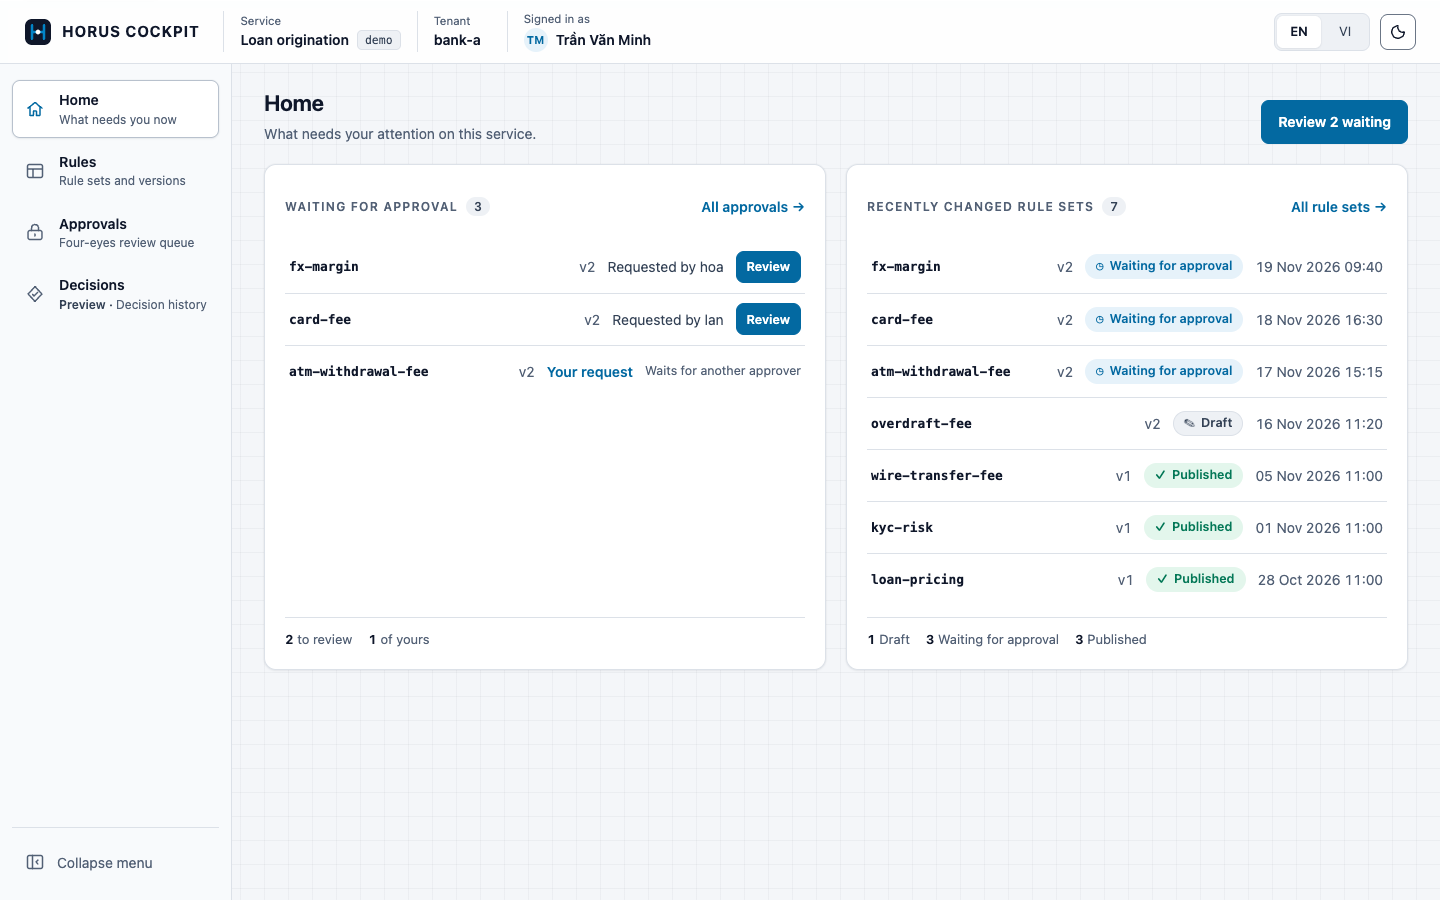 HORUS COCKPIT
Service
Loan origination demo
Tenant
bank-a
Signed in as
TM Trần Văn Minh
EN VI
Home
What needs you now
Rules
Rule sets and versions
Approvals
Four-eyes review queue
Decisions
Preview · Decision history
Collapse menu
Home
What needs your attention on this service.
Review 2 waiting
WAITING FOR APPROVAL 3
All approvals →
fx-margin v2 Requested by hoa Review
card-fee v2 Requested by lan Review
atm-withdrawal-fee v2 Your request Waits for another approver
2 to review 1 of yours
RECENTLY CHANGED RULE SETS 7
All rule sets →
fx-margin v2 Waiting for approval 19 Nov 2026 09:40
card-fee v2 Waiting for approval 18 Nov 2026 16:30
atm-withdrawal-fee v2 Waiting for approval 17 Nov 2026 15:15
overdraft-fee v2 ✎ Draft 16 Nov 2026 11:20
wire-transfer-fee v1 ✓ Published 05 Nov 2026 11:00
kyc-risk v1 ✓ Published 01 Nov 2026 11:00
loan-pricing v1 ✓ Published 28 Oct 2026 11:00
1 Draft 3 Waiting for approval 3 Published